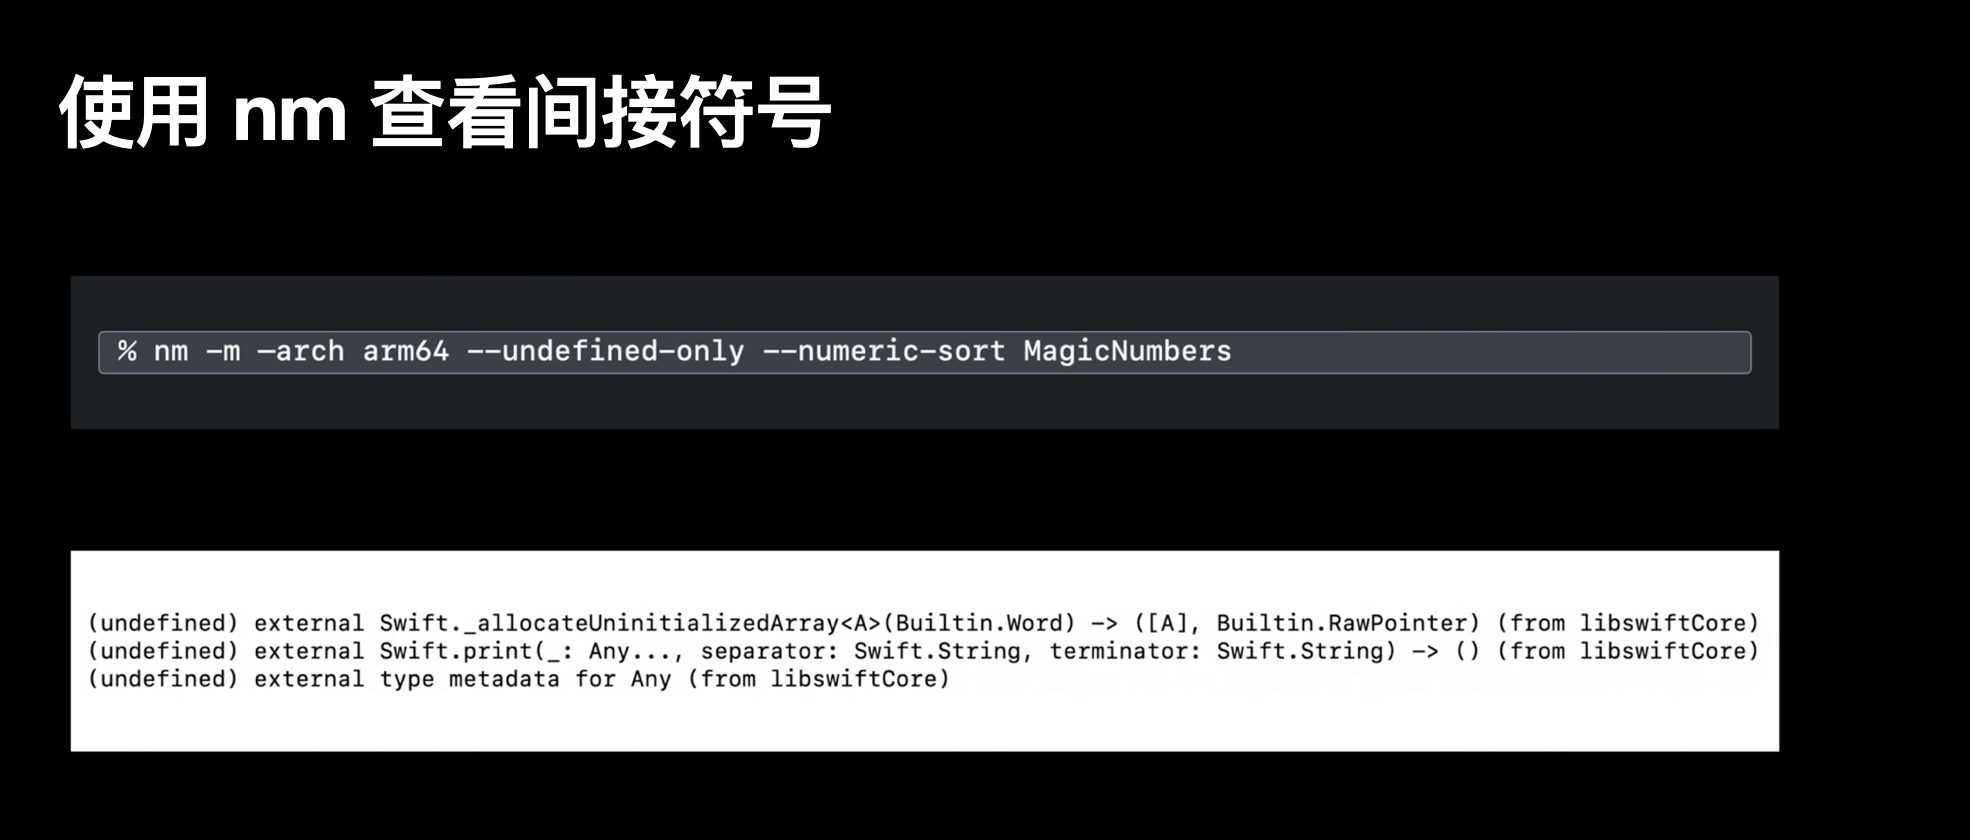 使用 nm 查看间接符号
% nm -m -arch arm64 --undefined-only --numeric-sort MagicNumbers
(undefined) external Swift._allocateUninitializedArray<A>(Builtin.Word) -> ([A], Builtin.RawPointer) (from libswiftCore)
(undefined) external Swift.print(_: Any..., separator: Swift.String, terminator: Swift.String) -> () (from libswiftCore)
(undefined) external type metadata for Any (from libswiftCore)